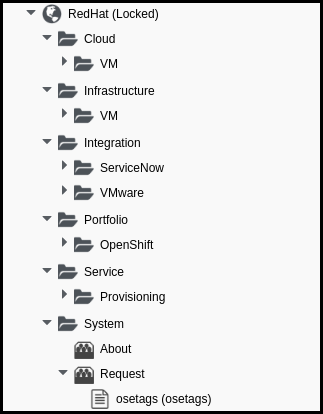 RedHat (Locked)
Cloud
VM
Infrastructure
VM
Integration
ServiceNow
VMware
Portfolio
OpenShift
Service
Provisioning
System
About
Request
osetags (osetags)